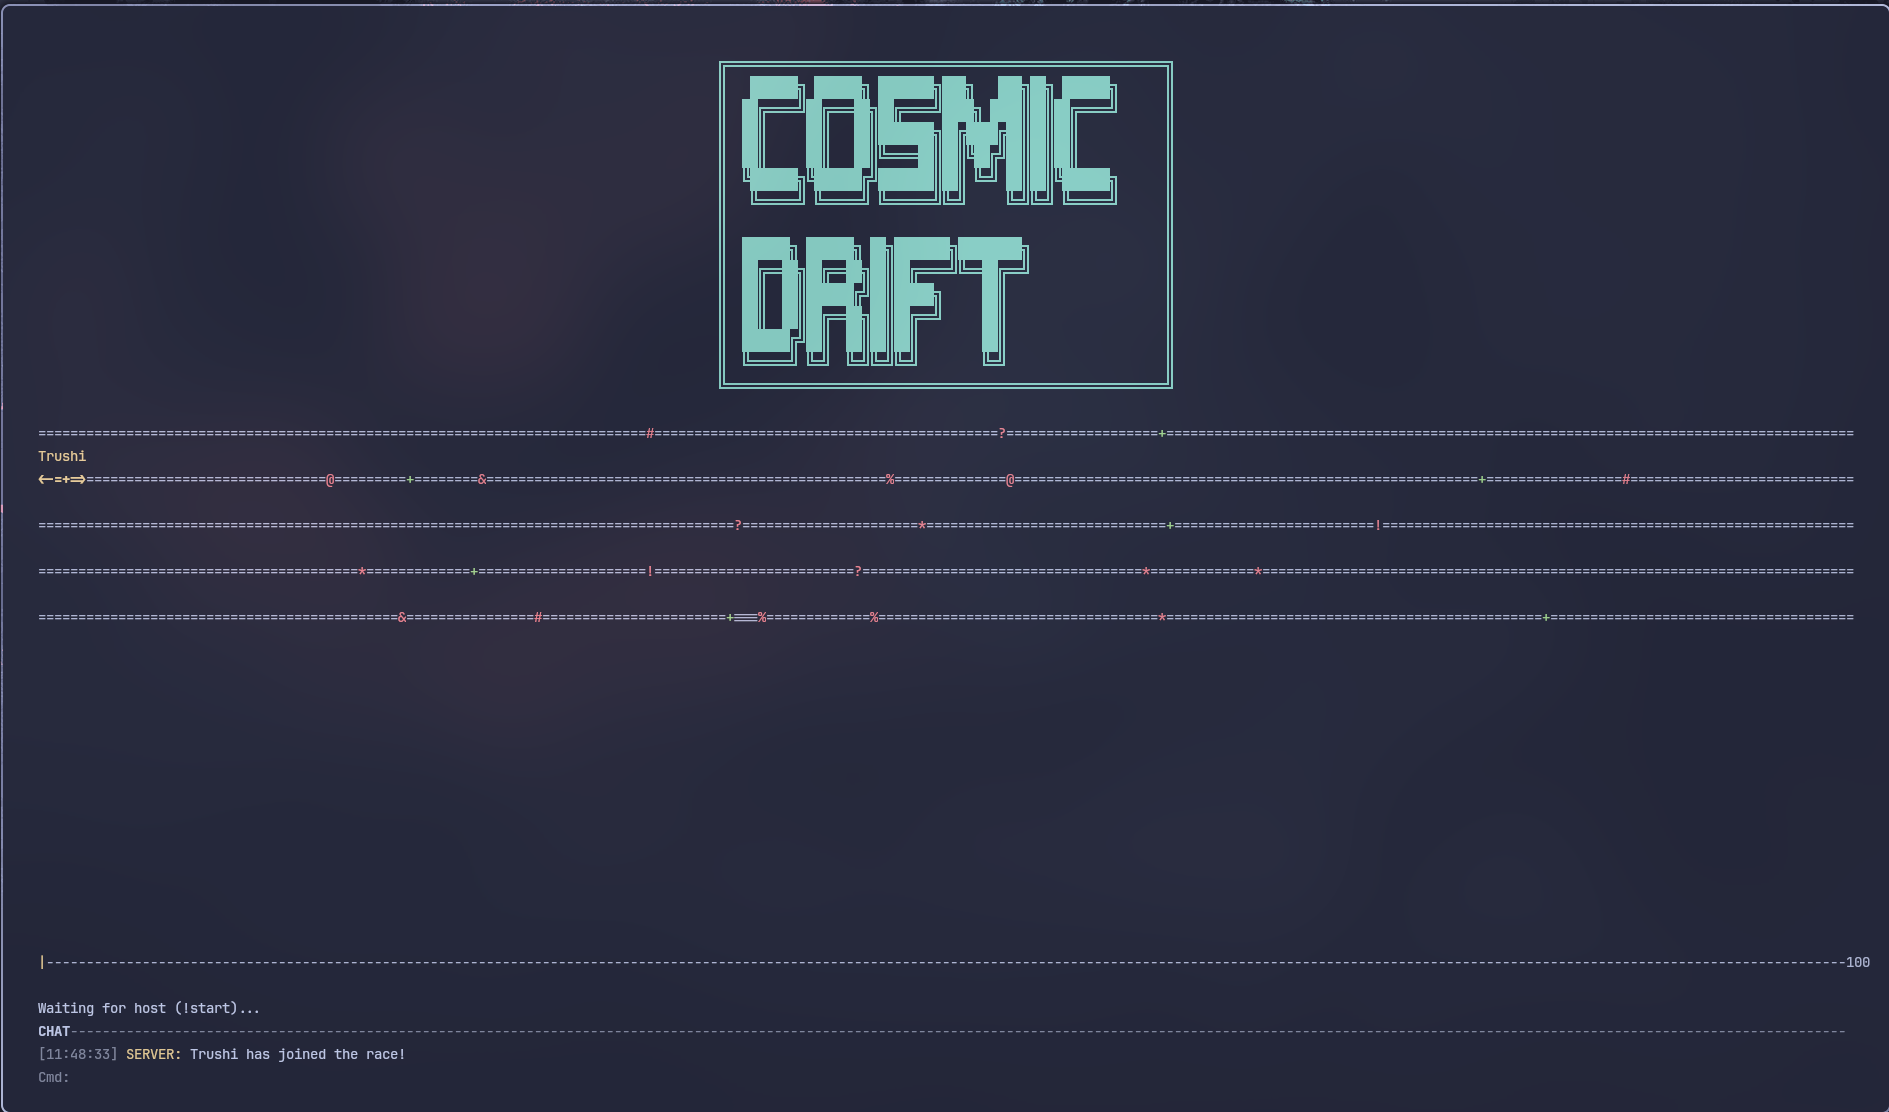 COSMIC
DRIFT
===============================================================================#===========================================?===================+======================================================================================
Trushi
<-=+=>==============================@=========+========&==================================================%==============@==========================================================+=================#============================
=======================================================================================?======================*==============================+=========================!===========================================================
========================================*=============+=====================!=========================?===================================*=============*==========================================================================
=============================================&================#=======================+===%=============%===================================*===============================================+======================================
|---------------------------------------------------------------------------------------------------------------------------------------------------------------------------------------------------------------------------------100
Waiting for host (!start)...
CHAT-----------------------------------------------------------------------------------------------------------------------------------------------------------------------------------------------------------------------------
[11:48:33] SERVER: Trushi has joined the race!
Cmd: